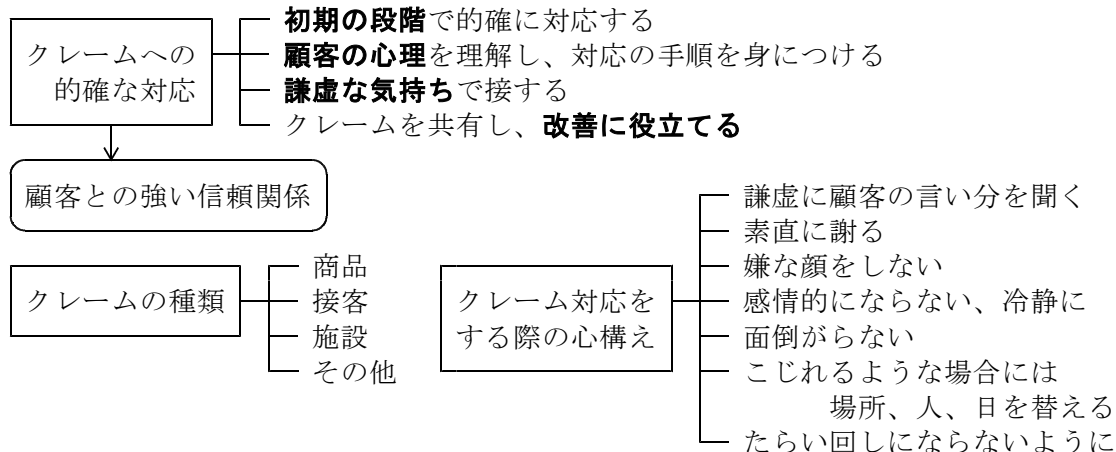 クレームへの
的確な対応
初期の段階で的確に対応する
顧客の心理を理解し、対応の手順を身につける
謙虚な気持ちで接する
クレームを共有し、改善に役立てる
顧客との強い信頼関係
クレームの種類
商品
接客
施設
その他
クレーム対応を
する際の心構え
謙虚に顧客の言い分を聞く
素直に謝る
嫌な顔をしない
感情的にならない、冷静に
面倒がらない
こじれるような場合には
場所、人、日を替える
たらい回しにならないように